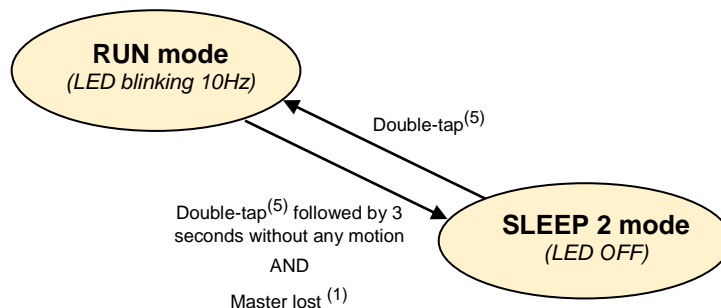 RUN mode
(LED blinking 10Hz)
Double-tap(5)
Double-tap(5) followed by 3
seconds without any motion
AND
Master lost (1)
SLEEP 2 mode
(LED OFF)